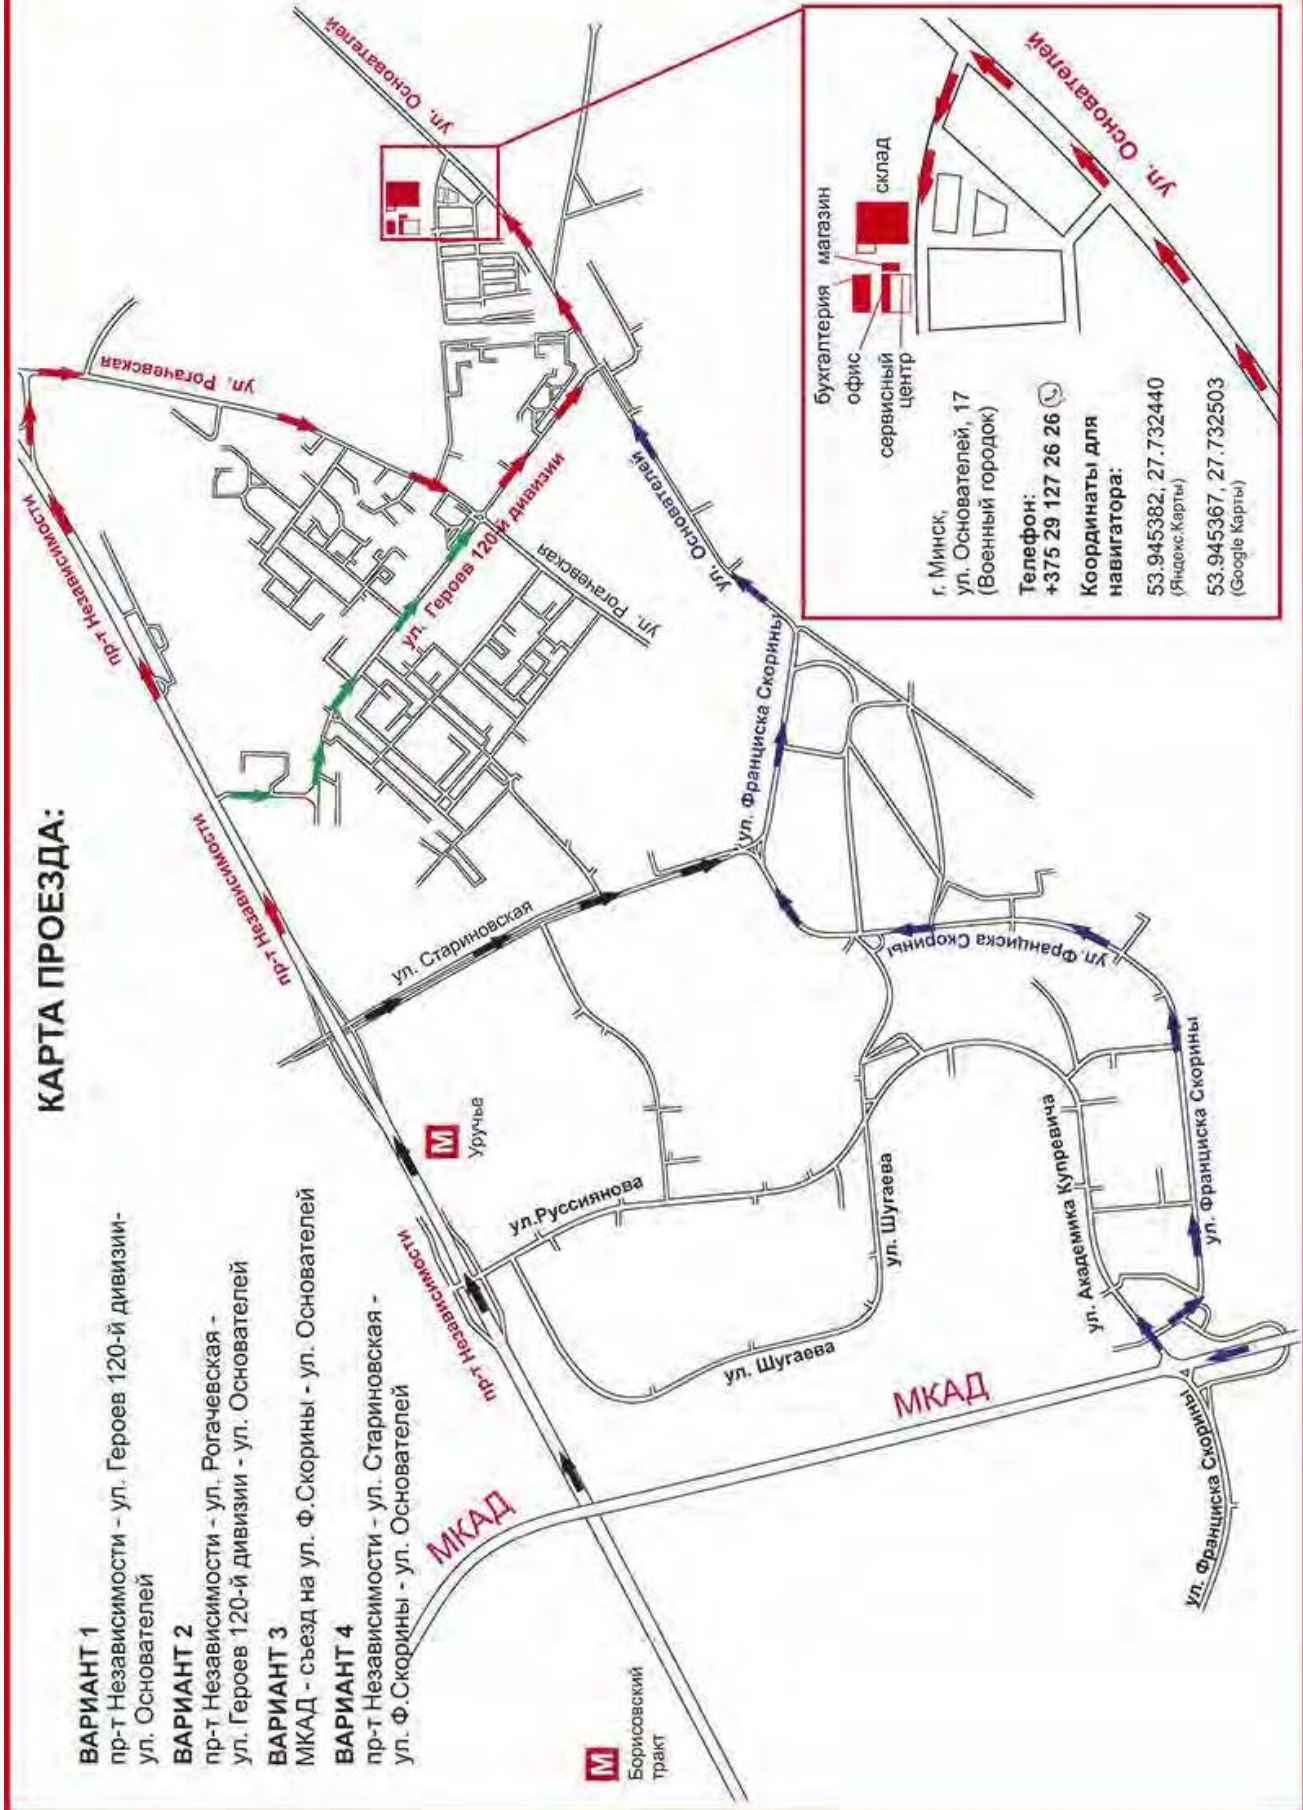 КАРТА ПРОЕЗДА:
ВАРИАНТ 1
пр-т Независимости - ул. Героев 120-й дивизии-
ул. Основателей
ВАРИАНТ 2
пр-т Независимости - ул. Рогачевская -
ул. Героев 120-й дивизии - ул. Основателей
ВАРИАНТ 3
МКАД - съезд на ул. Ф.Скорины - ул. Основателей
ВАРИАНТ 4
пр-т Независимости - ул. Стариновская -
ул. Ф.Скорины - ул. Основателей
М
Борисовский
тракт
МКАД
пр-т Независимости
М
Уручье
пр-т Независимости
пр-т Независимости
пр-т Независимости
ул. Рогачевская
ул. Основателей
ул. Героев 120-й дивизии
ул. Рогачевская
ул. Стариновская
ул.Руссиянова
ул. Шугаева
ул. Шугаева
МКАД
ул. Академика Купревича
ул. Франциска Скорины
ул. Франциска Скорины
ул.Франциска Скорины
ул. Франциска Скорины
ул. Франциска Скорины
ул. Основателей
бухгалтерия
магазин
офис
склад
сервисный
центр
ул. Основателей
ул. Основателей
г. Минск,
ул. Основателей, 17
(Военный городок)
Телефон:
+375 29 127 26 26
Координаты для
навигатора:
53.945382, 27.732440
(Яндекс.Карты)
53.945367, 27.732503
(Google Карты)